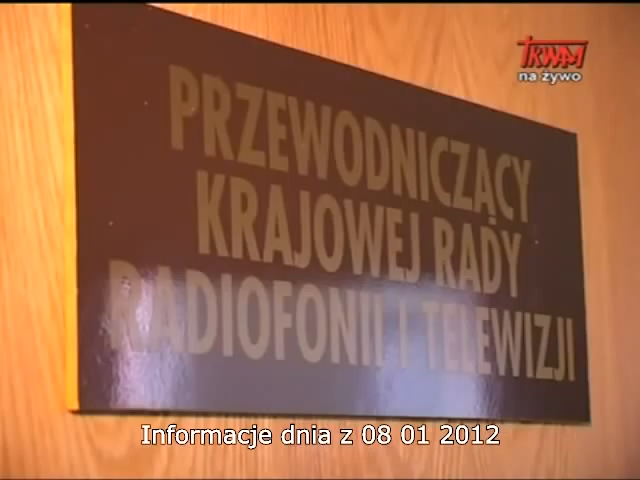 TRWAM
na żywo
PRZEWODNICZĄCY
KRAJOWEJ RADY
RADIOFONII I TELEWIZJI
Informacje dnia z 08 01 2012